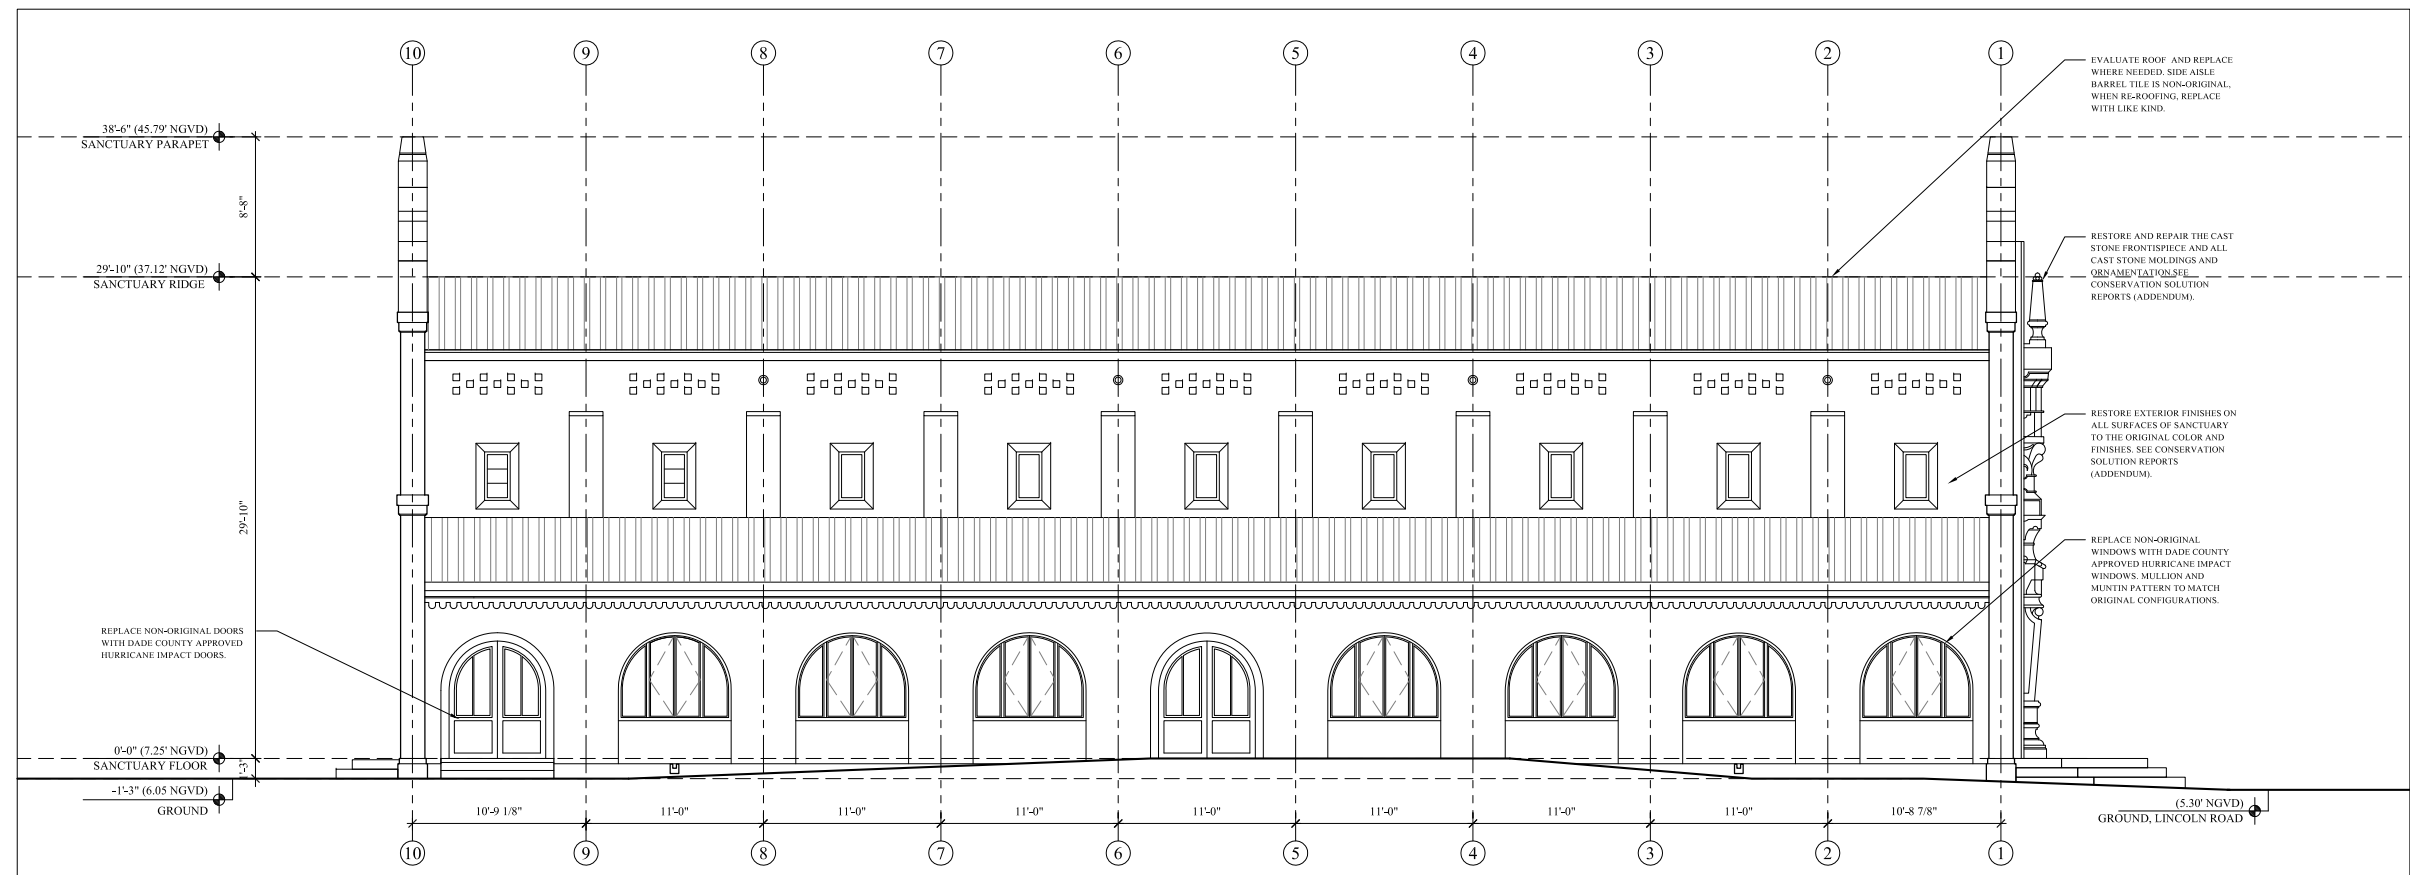 10 9 8 7 6 5 4 3 2 1
EVALUATE ROOF AND REPLACE
WHERE NEEDED. SIDE AISLE
BARREL TILE IS NON-ORIGINAL,
WHEN RE-ROOFING, REPLACE
WITH LIKE KIND.
38'-6" (45.79' NGVD)
SANCTUARY PARAPET
8'-8"
RESTORE AND REPAIR THE CAST
STONE FRONTISPIECE AND ALL
CAST STONE MOLDINGS AND
ORNAMENTATION.SEE
CONSERVATION SOLUTION
REPORTS (ADDENDUM).
29'-10" (37.12' NGVD)
SANCTUARY RIDGE
RESTORE EXTERIOR FINISHES ON
ALL SURFACES OF SANCTUARY
TO THE ORIGINAL COLOR AND
FINISHES. SEE CONSERVATION
SOLUTION REPORTS
(ADDENDUM).
29'-10"
REPLACE NON-ORIGINAL
WINDOWS WITH DADE COUNTY
APPROVED HURRICANE IMPACT
WINDOWS. MULLION AND
MUNTIN PATTERN TO MATCH
ORIGINAL CONFIGURATIONS.
REPLACE NON-ORIGINAL DOORS
WITH DADE COUNTY APPROVED
HURRICANE IMPACT DOORS.
0'-0" (7.25' NGVD)
SANCTUARY FLOOR
1'-3"
-1'-3" (6.05 NGVD)
GROUND
(5.30' NGVD)
GROUND, LINCOLN ROAD
10'-9 1/8" 11'-0" 11'-0" 11'-0" 11'-0" 11'-0" 11'-0" 11'-0" 10'-8 7/8"
10 9 8 7 6 5 4 3 2 1